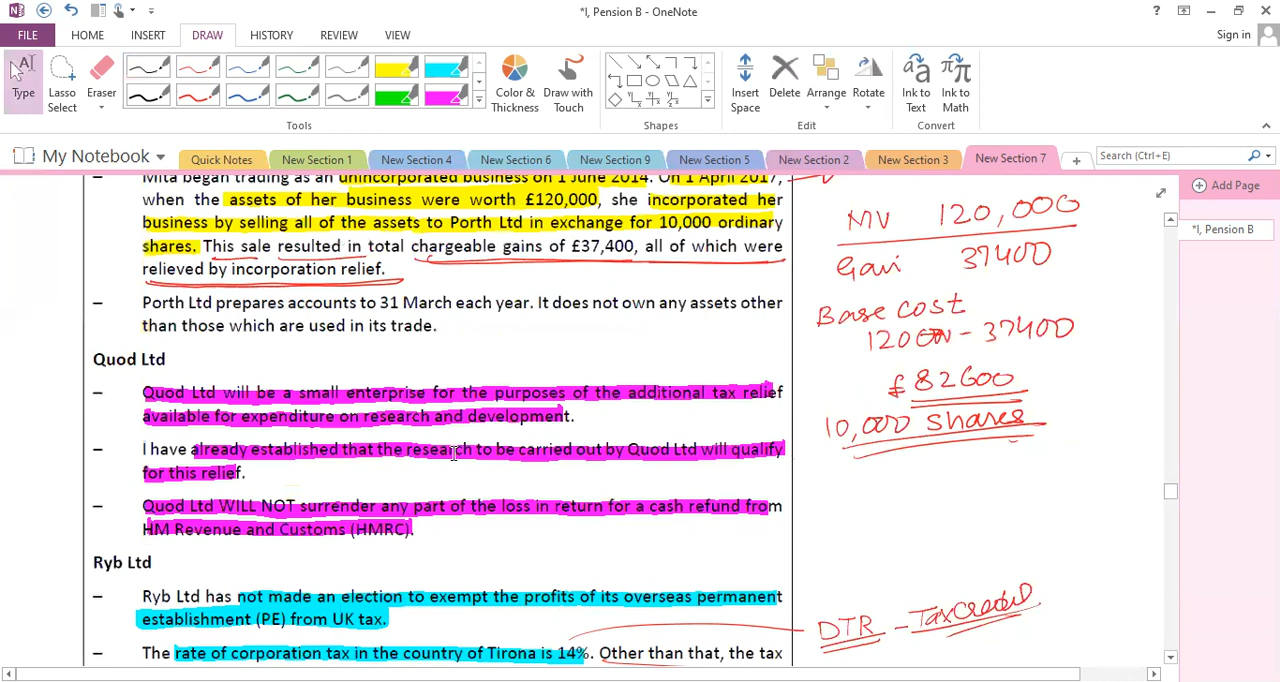 *I, Pension B - OneNote
FILE HOME INSERT DRAW HISTORY REVIEW VIEW
Sign in
Type
Lasso Select
Eraser
Color & Thickness
Draw with Touch
Insert Space
Delete
Arrange
Rotate
Ink to Text
Ink to Math
Tools
Shapes
Edit
Convert
My Notebook
Quick Notes
New Section 1
New Section 4
New Section 6
New Section 9
New Section 5
New Section 2
New Section 3
New Section 7
Search (Ctrl+E)
Add Page
*I, Pension B
– Mita began trading as an unincorporated business on 1 June 2014. On 1 April 2017,
when the assets of her business were worth £120,000, she incorporated her
business by selling all of the assets to Porth Ltd in exchange for 10,000 ordinary
shares. This sale resulted in total chargeable gains of £37,400, all of which were
relieved by incorporation relief.
– Porth Ltd prepares accounts to 31 March each year. It does not own any assets other
than those which are used in its trade.
Quod Ltd
– Quod Ltd will be a small enterprise for the purposes of the additional tax relief
available for expenditure on research and development.
– I have already established that the research to be carried out by Quod Ltd will qualify
for this relief.
– Quod Ltd WILL NOT surrender any part of the loss in return for a cash refund from
HM Revenue and Customs (HMRC).
Ryb Ltd
– Ryb Ltd has not made an election to exempt the profits of its overseas permanent
establishment (PE) from UK tax.
– The rate of corporation tax in the country of Tirona is 14%. Other than that, the tax
MV 120,000
Gain 37400
Base cost
- 37400
£ 82600
10,000 shares
DTR - Tax Credit